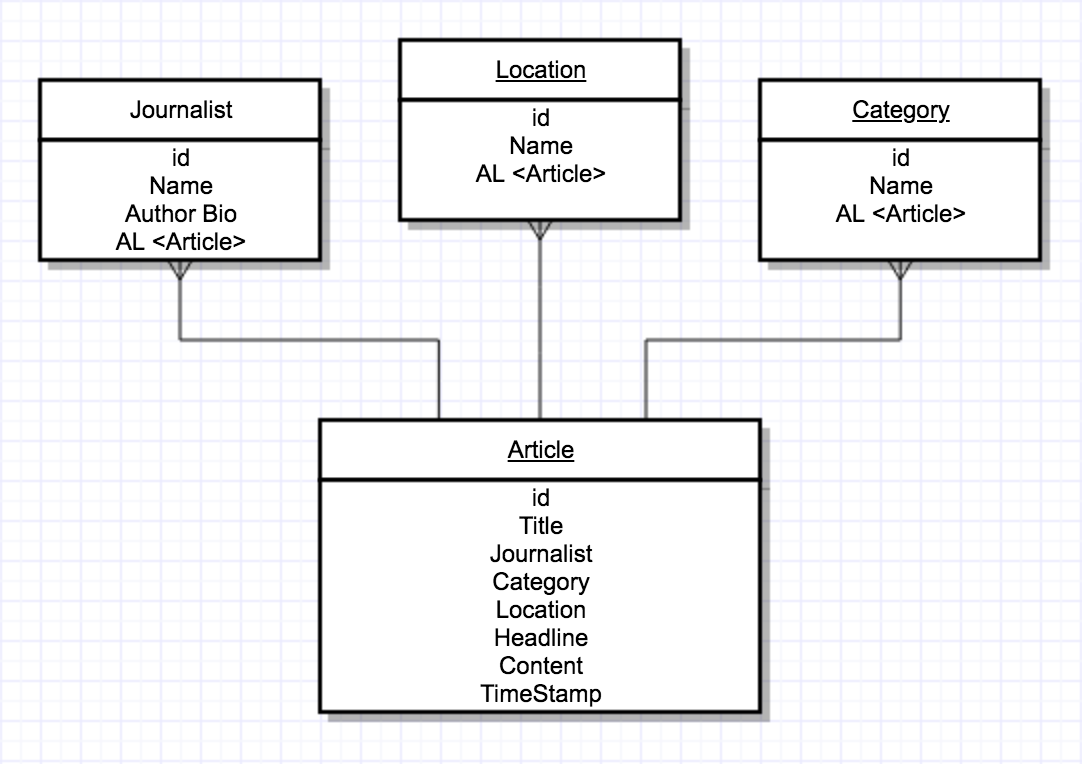 Journalist
id
Name
Author Bio
AL <Article>
Location
id
Name
AL <Article>
Category
id
Name
AL <Article>
Article
id
Title
Journalist
Category
Location
Headline
Content
TimeStamp